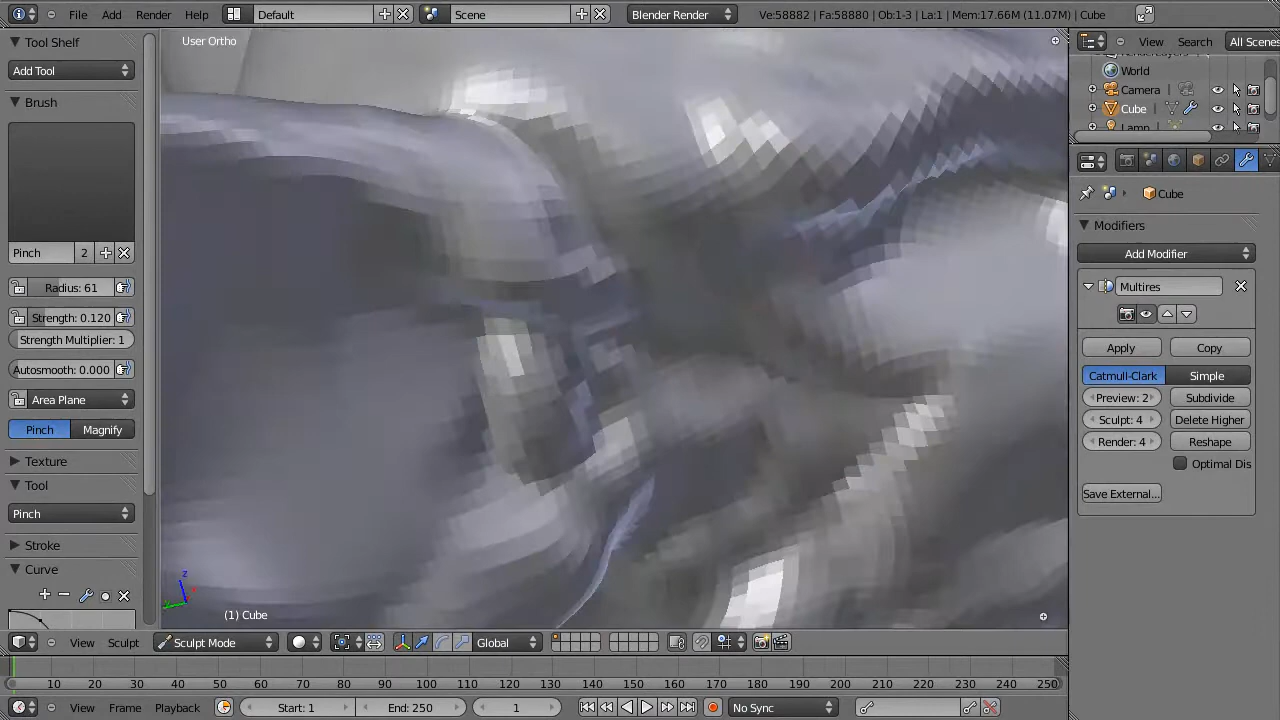 File Add Render Help Default Scene Blender Render Ve:58882 | Fa:58880 | Ob:1-3 | La:1 | Mem:17.66M (11.07M) | Cube
Tool Shelf
User Ortho
View Search All Scenes
Add Tool
World
Camera
Brush
Cube
Lamp
Cube
Modifiers
Pinch 2
Add Modifier
Radius: 61
Multires
Strength: 0.120
Strength Multiplier: 1
Apply Copy
Autosmooth: 0.000
Catmull-Clark Simple
Area Plane
Preview: 2 Subdivide
Sculpt: 4 Delete Higher
Pinch Magnify
Render: 4 Reshape
Texture
Optimal Dis
Tool
Save External...
Pinch
Stroke
Curve
z
(1) Cube
View Sculpt Sculpt Mode Global
10 20 30 40 50 60 70 80 90 100 110 120 130 140 150 160 170 180 190 200 210 220 230 240 250
View Frame Playback Start: 1 End: 250 1 No Sync